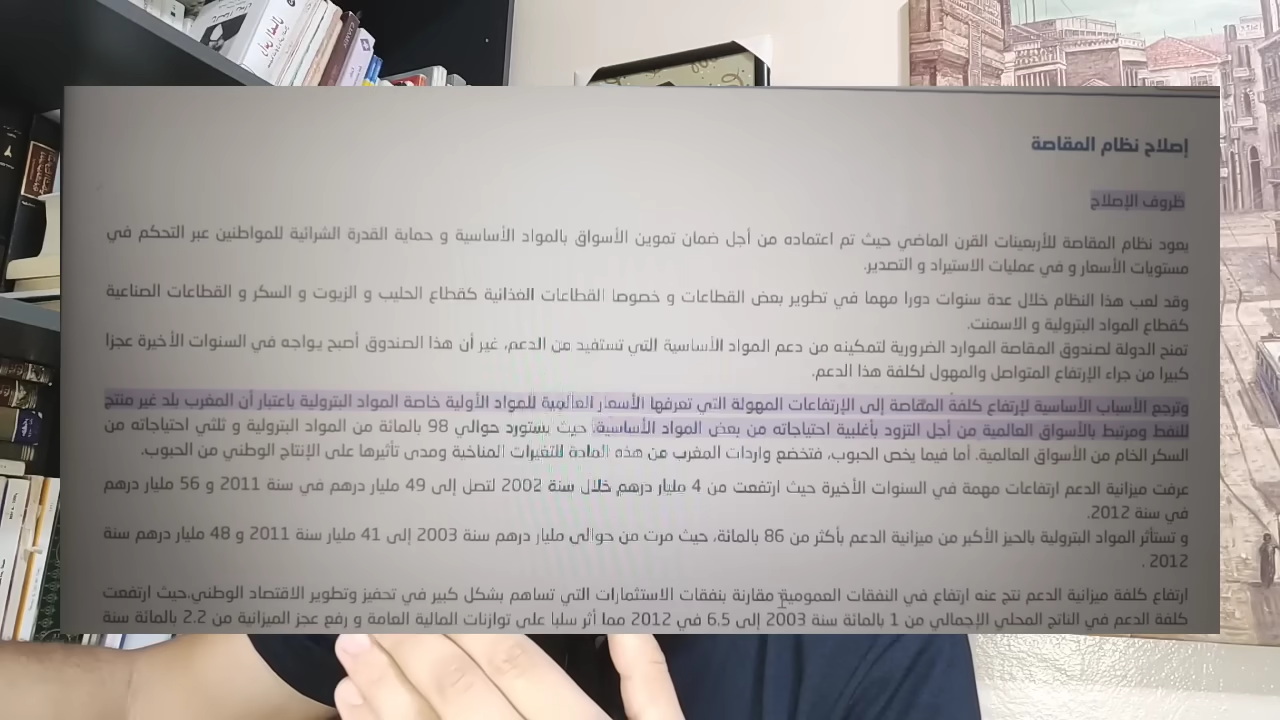 إصلاح نظام المقاصة
ظروف الإصلاح
يعود نظام المقاصة للأربعينات القرن الماضي حيث تم اعتماده من أجل ضمان تموين الأسواق بالمواد الأساسية و حماية القدرة الشرائية للمواطنين عبر التحكم في
مستويات الأسعار و في عمليات الاستيراد و التصدير.
وقد لعب هذا النظام خلال عدة سنوات دورا مهما في تطوير بعض القطاعات و خصوصا القطاعات الغذائية كقطاع الحليب و الزيوت و السكر و القطاعات الصناعية
كقطاع المواد البترولية و الاسمنت.
تمنح الدولة لصندوق المقاصة الموارد الضرورية لتمكينه من دعم المواد الأساسية التي تستفيد من الدعم، غير أن هذا الصندوق أصبح يواجه في السنوات الأخيرة عجزا
كبيرا من جراء الإرتفاع المتواصل والمهول لكلفة هذا الدعم.
وترجع الأسباب الأساسية لإرتفاع كلفة المقاصة إلى الإرتفاعات المهولة التي تعرفها الأسعار العالمية للمواد الأولية خاصة المواد البترولية باعتبار أن المغرب بلد غير منتج
للنفط ومرتبط بالأسواق العالمية من أجل التزود بأغلبية احتياجاته من بعض المواد الأساسية، حيث يستورد حوالي 98 بالمائة من المواد البترولية و ثلثي احتياجاته من
السكر الخام من الأسواق العالمية. أما فيما يخص الحبوب، فتخضع واردات المغرب من هذه المادة للتغيرات المناخية ومدى تأثيرها على الإنتاج الوطني من الحبوب.
عرفت ميزانية الدعم ارتفاعات مهمة في السنوات الأخيرة حيث ارتفعت من 4 مليار درهم خلال سنة 2002 لتصل إلى 49 مليار درهم في سنة 2011 و 56 مليار درهم
في سنة 2012.
و تستأثر المواد البترولية بالحيز الأكبر من ميزانية الدعم بأكثر من 86 بالمائة، حيث مرت من حوالي مليار درهم سنة 2003 إلى 41 مليار سنة 2011 و 48 مليار درهم سنة
2012 .
ارتفاع كلفة ميزانية الدعم نتج عنه ارتفاع في النفقات العمومية مقارنة بنفقات الاستثمارات التي تساهم بشكل كبير في تحفيز وتطوير الاقتصاد الوطني،حيث ارتفعت
كلفة الدعم في الناتج المحلي الإجمالي من 1 بالمائة سنة 2003 إلى 6,5 في 2012 مما أثر سلبا على توازنات المالية العامة و رفع عجز الميزانية من 2.2 بالمائة سنة